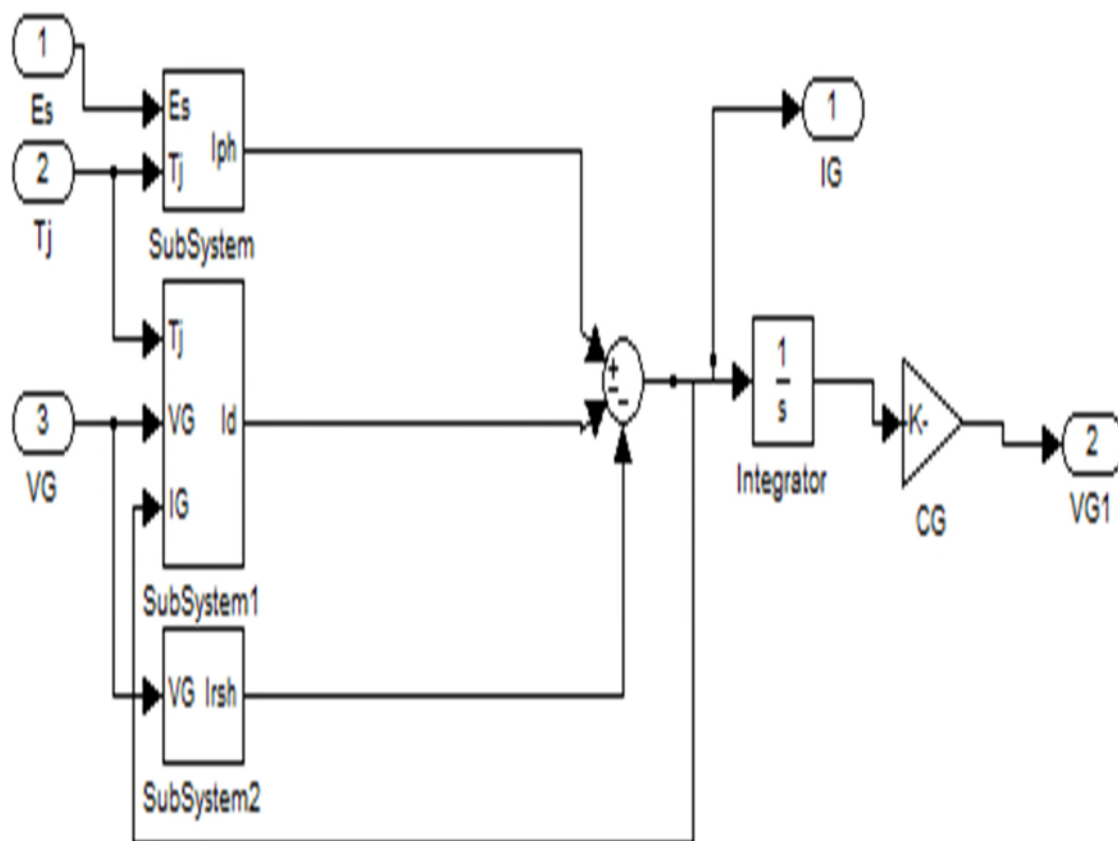 1
Es
2
Tj
3
VG
Es
Tj
Iph
SubSystem
Tj
VG
IG
Id
SubSystem1
VG
Irsh
SubSystem2
+
-
-
1
IG
1
s
Integrator
K-
CG
2
VG1